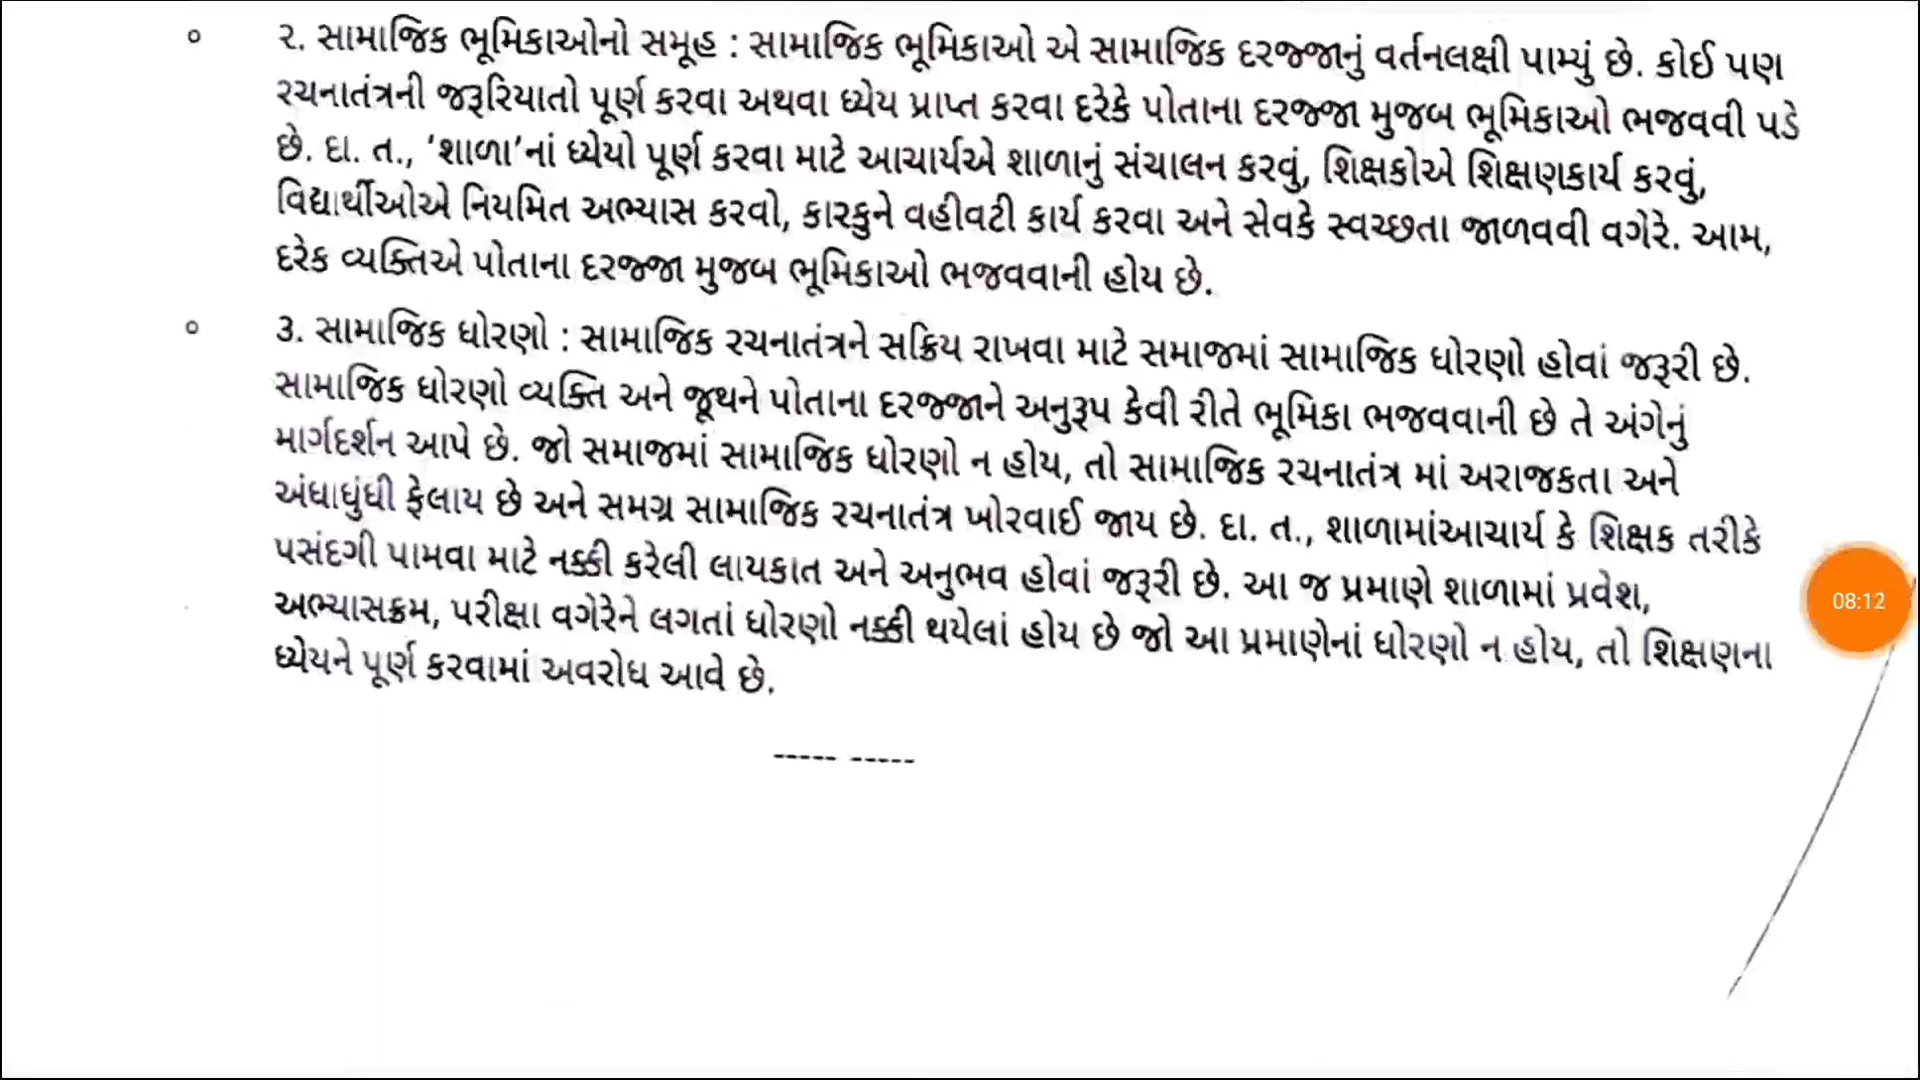 ૨. સામાજિક ભૂમિકાઓનો સમૂહ : સામાજિક ભૂમિકાઓ એ સામાજિક દરજ્જાનું વર્તનલક્ષી પામ્યું છે. કોઈ પણ
રચનાતંત્રની જરૂરિયાતો પૂર્ણ કરવા અથવા ધ્યેય પ્રાપ્ત કરવા દરેકે પોતાના દરજ્જા મુજબ ભૂમિકાઓ ભજવવી પડે
છે. દા. ત., ‘શાળા’નાં ધ્યેયો પૂર્ણ કરવા માટે આચાર્યએ શાળાનું સંચાલન કરવું, શિક્ષકોએ શિક્ષણકાર્ય કરવું,
વિદ્યાર્થીઓએ નિયમિત અભ્યાસ કરવો, કારકુને વહીવટી કાર્ય કરવા અને સેવકે સ્વચ્છતા જાળવવી વગેરે. આમ,
દરેક વ્યક્તિએ પોતાના દરજ્જા મુજબ ભૂમિકાઓ ભજવવાની હોય છે.
૩. સામાજિક ધોરણો : સામાજિક રચનાતંત્રને સક્રિય રાખવા માટે સમાજમાં સામાજિક ધોરણો હોવાં જરૂરી છે.
સામાજિક ધોરણો વ્યક્તિ અને જૂથને પોતાના દરજ્જાને અનુરૂપ કેવી રીતે ભૂમિકા ભજવવાની છે તે અંગેનું
માર્ગદર્શન આપે છે. જો સમાજમાં સામાજિક ધોરણો ન હોય, તો સામાજિક રચનાતંત્ર માં અરાજકતા અને
અંધાધુંધી ફેલાય છે અને સમગ્ર સામાજિક રચનાતંત્ર ખોરવાઈ જાય છે. દા. ત., શાળામાંઆચાર્ય કે શિક્ષક તરીકે
પસંદગી પામવા માટે નક્કી કરેલી લાયકાત અને અનુભવ હોવાં જરૂરી છે. આ જ પ્રમાણે શાળામાં પ્રવેશ,
અભ્યાસક્રમ, પરીક્ષા વગેરેને લગતાં ધોરણો નક્કી થયેલાં હોય છે જો આ પ્રમાણેનાં ધોરણો ન હોય, તો શિક્ષણના
ધ્યેયને પૂર્ણ કરવામાં અવરોધ આવે છે.
----- -----
08:12